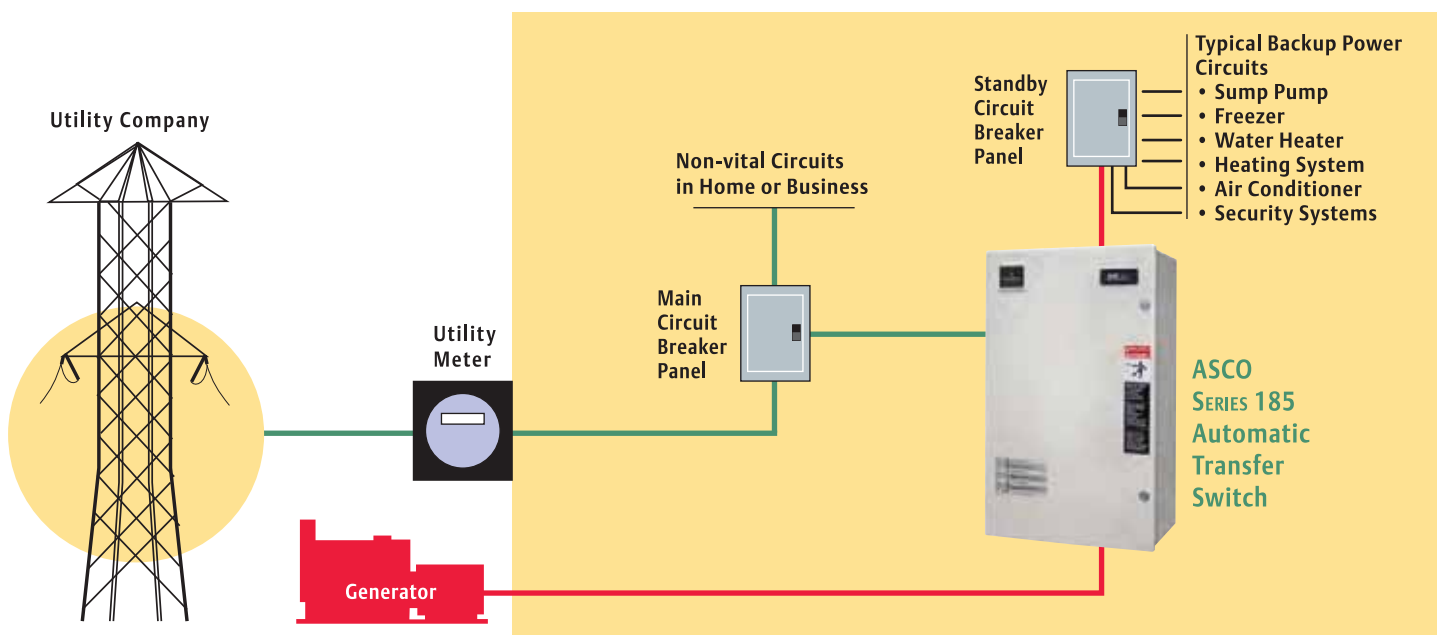 Utility Company
Utility
Meter
Generator
Non-vital Circuits
in Home or Business
Main
Circuit
Breaker
Panel
Standby
Circuit
Breaker
Panel
Typical Backup Power
Circuits
• Sump Pump
• Freezer
• Water Heater
• Heating System
• Air Conditioner
• Security Systems
ASCO
SERIES 185
Automatic
Transfer
Switch